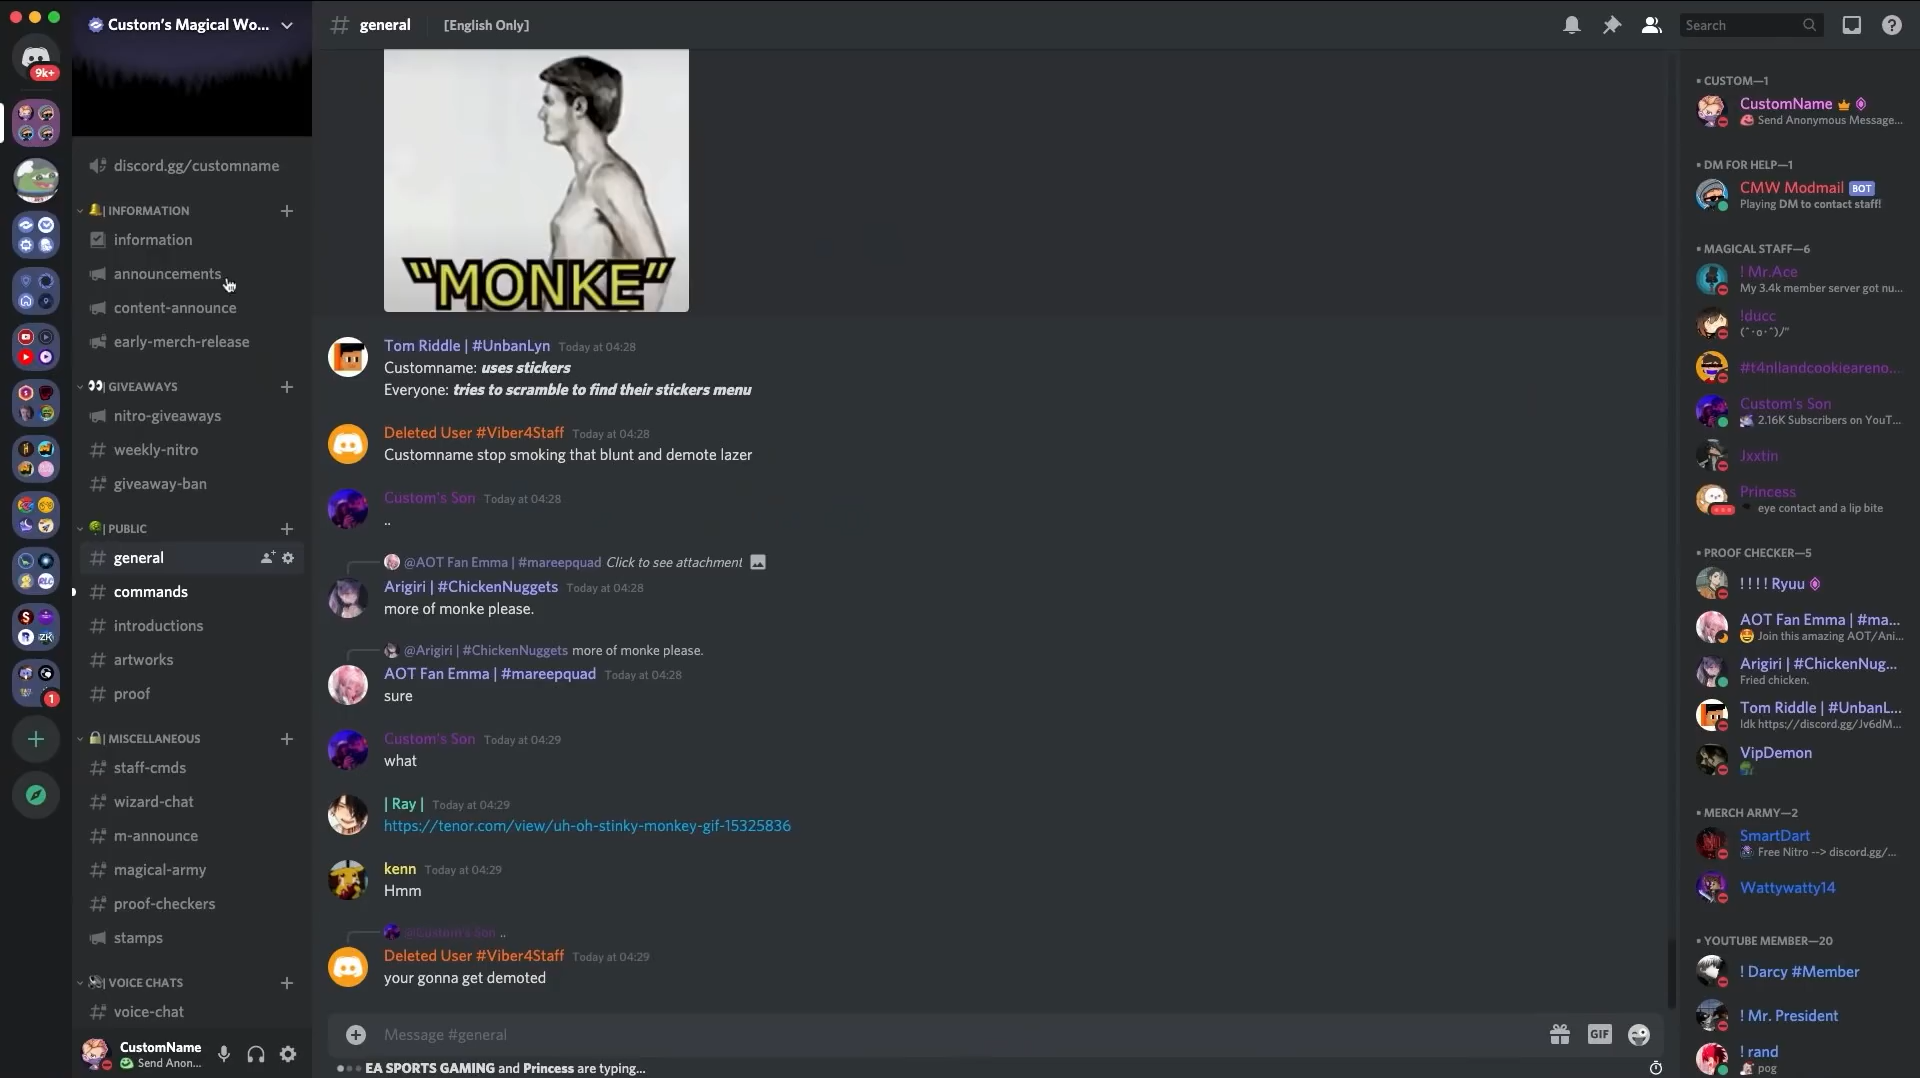 Custom's Magical Wo...
general
[English Only]
Search
9k+
discord.gg/customname
INFORMATION
information
announcements
content-announce
early-merch-release
GIVEAWAYS
nitro-giveaways
weekly-nitro
giveaway-ban
PUBLIC
general
commands
introductions
artworks
proof
MISCELLANEOUS
staff-cmds
wizard-chat
m-announce
magical-army
proof-checkers
stamps
VOICE CHATS
voice-chat
1
CustomName
Send Anon...
"MONKE"
Tom Riddle | #UnbanLyn Today at 04:28
Customname: uses stickers
Everyone: tries to scramble to find their stickers menu
Deleted User #Viber4Staff Today at 04:28
Customname stop smoking that blunt and demote lazer
Custom's Son Today at 04:28
..
@AOT Fan Emma | #mareepquad Click to see attachment
Arigiri | #ChickenNuggets Today at 04:28
more of monke please.
@Arigiri | #ChickenNuggets more of monke please.
AOT Fan Emma | #mareepquad Today at 04:28
sure
Custom's Son Today at 04:29
what
| Ray | Today at 04:29
https://tenor.com/view/uh-oh-stinky-monkey-gif-15325836
kenn Today at 04:29
Hmm
@Custom's Son ..
Deleted User #Viber4Staff Today at 04:29
your gonna get demoted
Message #general
GIF
EA SPORTS GAMING and Princess are typing...
CUSTOM—1
CustomName
Send Anonymous Message...
DM FOR HELP—1
CMW Modmail BOT
Playing DM to contact staff!
MAGICAL STAFF—6
! Mr.Ace
My 3.4k member server got nu...
!ducc
#t4nllandcookieareno...
Custom's Son
2.16K Subscribers on YouT...
Jxxtin
Princess
eye contact and a lip bite
PROOF CHECKER—5
! ! ! ! Ryuu
AOT Fan Emma | #ma...
Join this amazing AOT/Ani...
Arigiri | #ChickenNug...
Fried chicken.
Tom Riddle | #UnbanL...
Idk https://discord.gg/Jv6dM...
VipDemon
MERCH ARMY—2
SmartDart
Free Nitro --> discord.gg/...
Wattywatty14
YOUTUBE MEMBER—20
! Darcy #Member
! Mr. President
! rand
pog